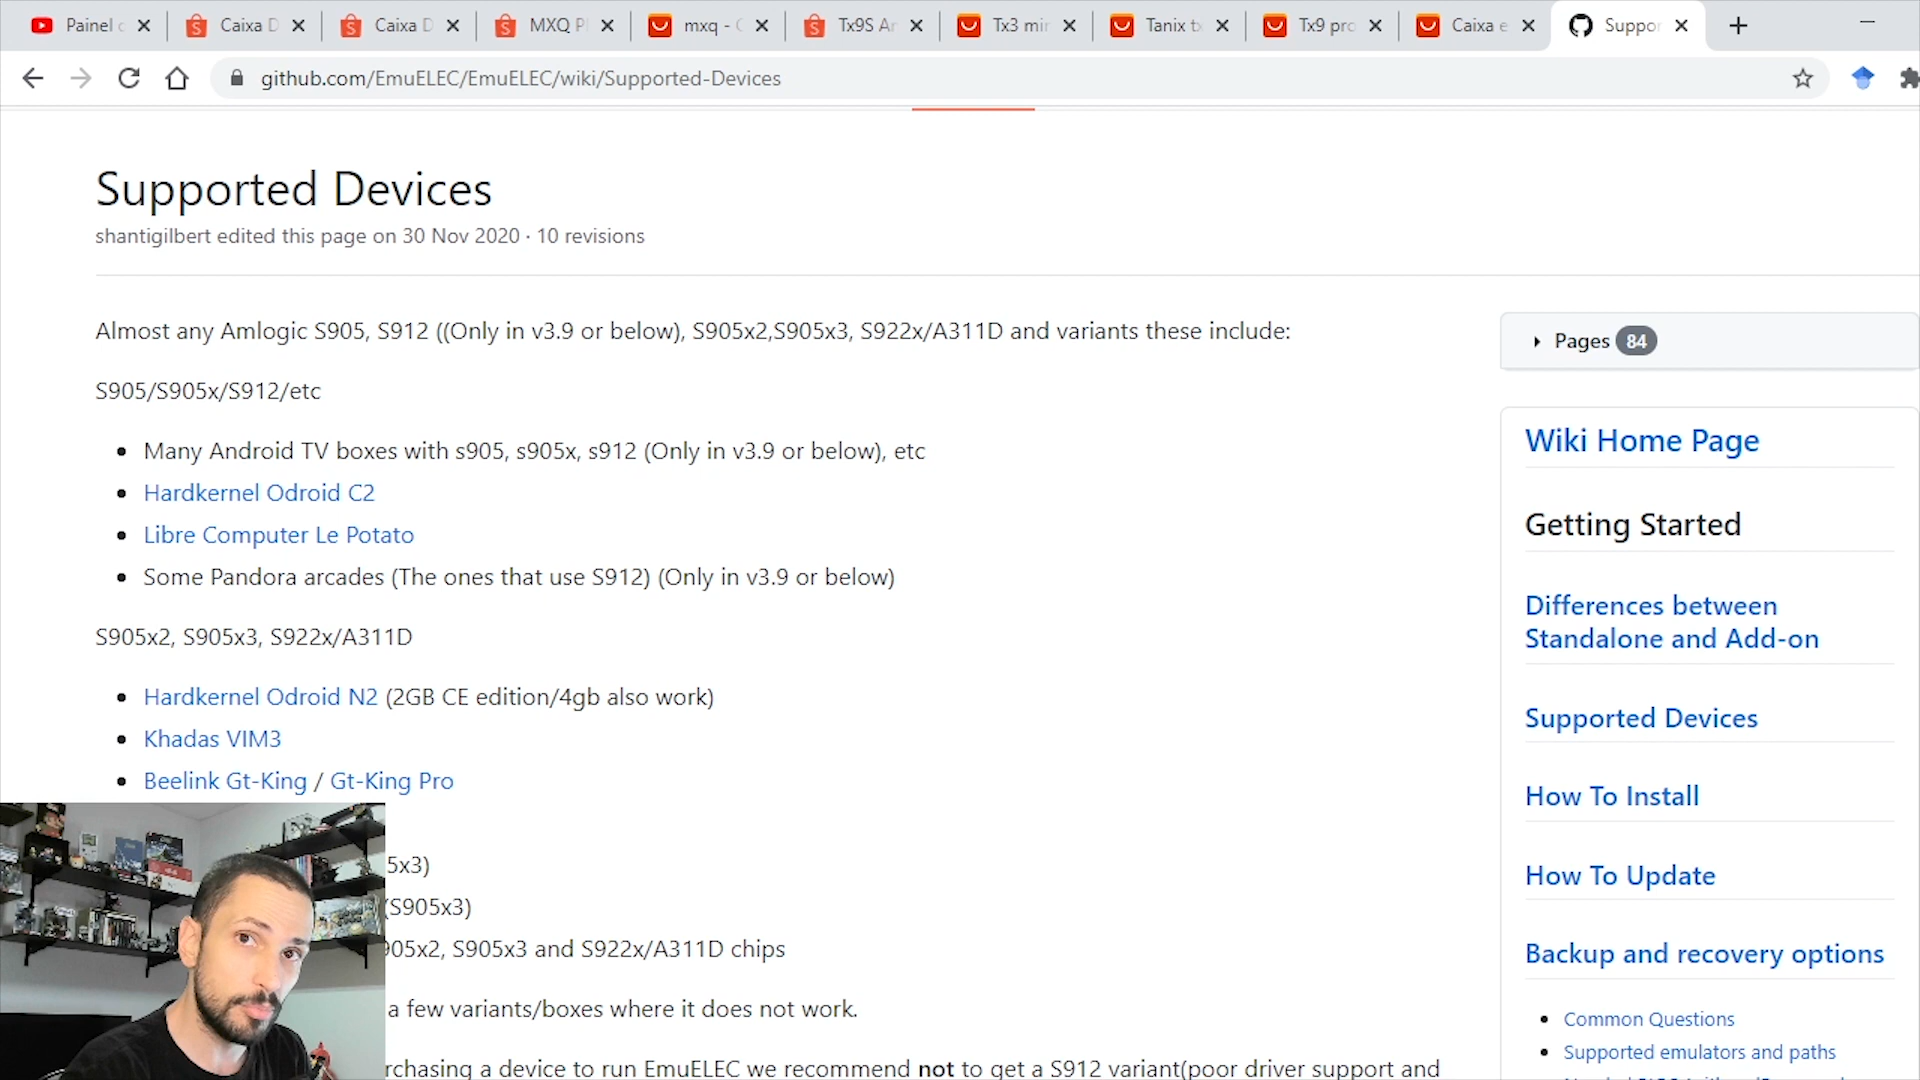 Painel
Caixa D
Caixa D
MXQ P
mxq -
Tx9S Ar
Tx3 mir
Tanix
Tx9 pro
Caixa e
Suppor
github.com/EmuELEC/EmuELEC/wiki/Supported-Devices
Supported Devices
shantigilbert edited this page on 30 Nov 2020 · 10 revisions
Almost any Amlogic S905, S912 ((Only in v3.9 or below), S905x2,S905x3, S922x/A311D and variants these include:
S905/S905x/S912/etc
Many Android TV boxes with s905, s905x, s912 (Only in v3.9 or below), etc
Hardkernel Odroid C2
Libre Computer Le Potato
Some Pandora arcades (The ones that use S912) (Only in v3.9 or below)
S905x2, S905x3, S922x/A311D
Hardkernel Odroid N2 (2GB CE edition/4gb also work)
Khadas VIM3
Beelink Gt-King / Gt-King Pro
5x3)
(S905x3)
905x2, S905x3 and S922x/A311D chips
a few variants/boxes where it does not work.
rchasing a device to run EmuELEC we recommend not to get a S912 variant(poor driver support and
Pages 84
Wiki Home Page
Getting Started
Differences between
Standalone and Add-on
Supported Devices
How To Install
How To Update
Backup and recovery options
Common Questions
Supported emulators and paths